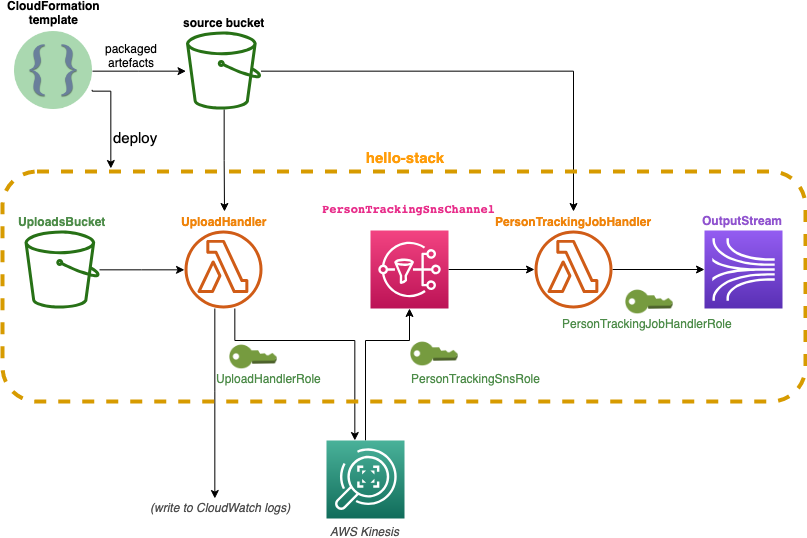 CloudFormation
template
source bucket
packaged
artefacts
deploy
hello-stack
UploadsBucket
UploadHandler
PersonTrackingSnsChannel
PersonTrackingJobHandler
OutputStream
PersonTrackingJobHandlerRole
UploadHandlerRole
PersonTrackingSnsRole
(write to CloudWatch logs)
AWS Kinesis